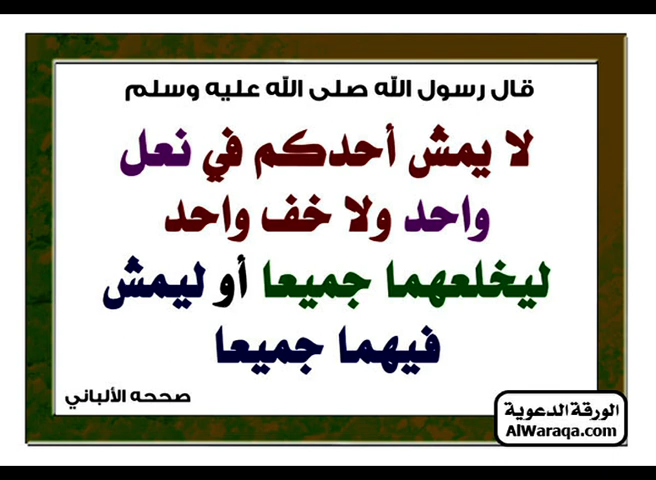 قال رسول الله صلى الله عليه وسلم
لا يمش أحدكم في نعل
واحد ولا خف واحد
ليخلعهما جميعا أو ليمش
فيهما جميعا
صححه الألباني
الورقة الدعوية
AlWaraqa.com